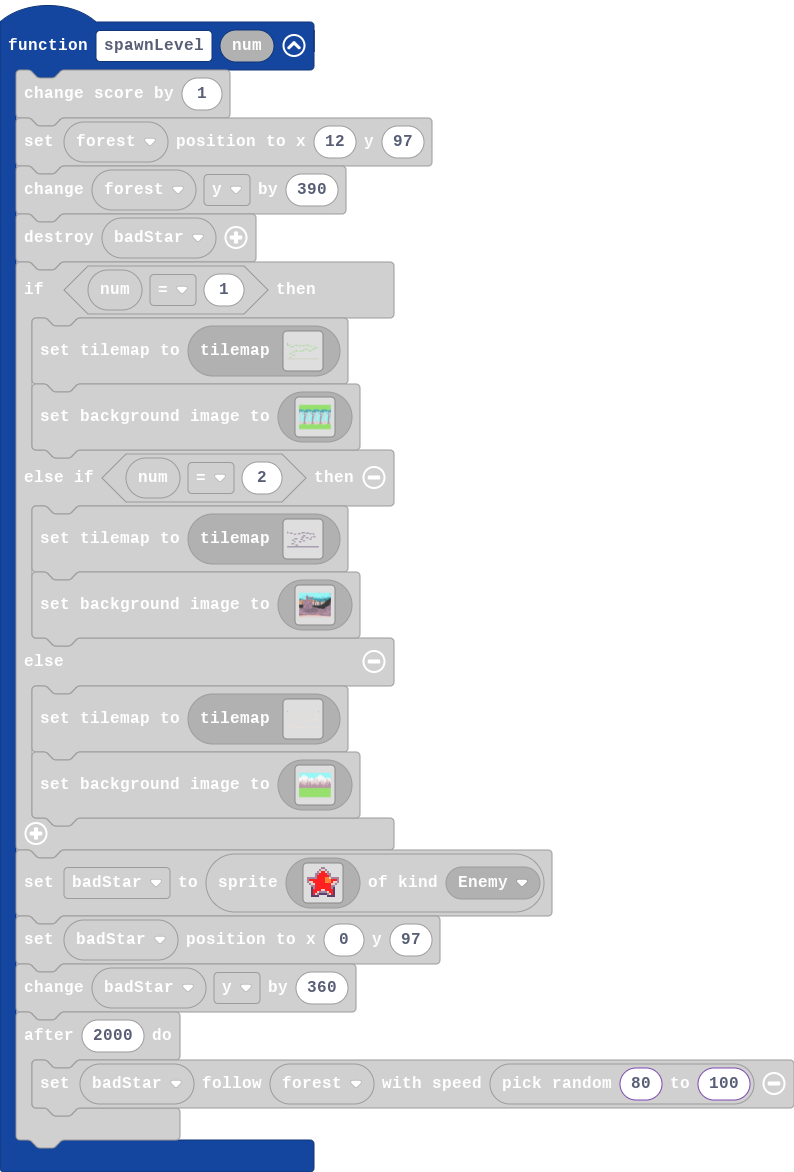 function spawnLevel num
change score by 1
set forest position to x 12 y 97
change forest y by 390
destroy badStar
if num = 1 then
set tilemap to tilemap
set background image to
else if num = 2 then
set tilemap to tilemap
set background image to
else
set tilemap to tilemap
set background image to
set badStar to sprite of kind Enemy
set badStar position to x 0 y 97
change badStar y by 360
after 2000 do
set badStar follow forest with speed pick random 80 to 100